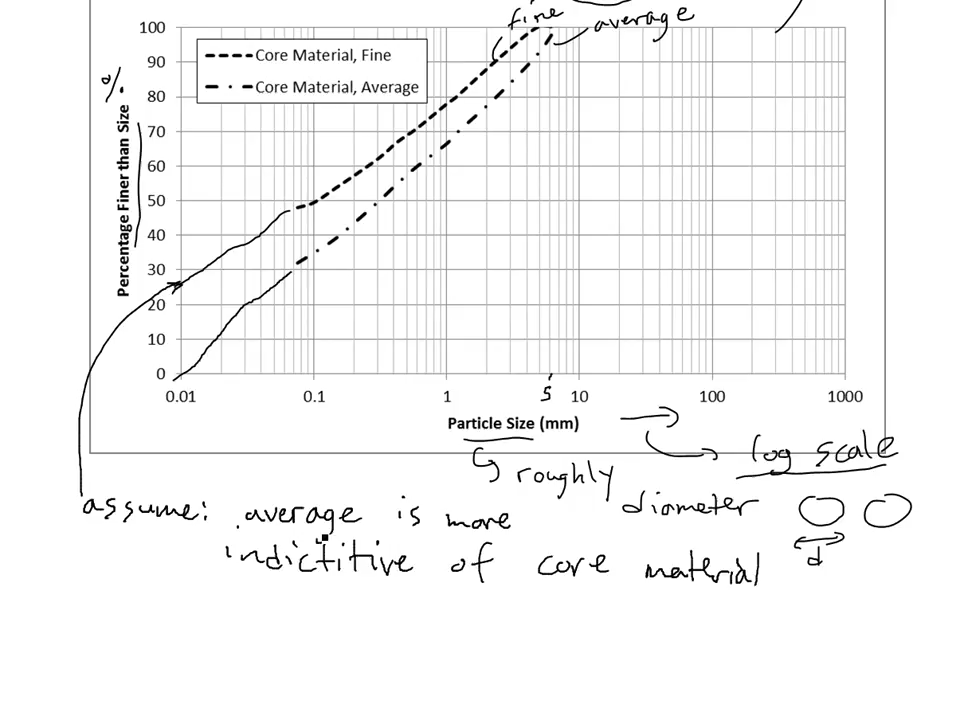 fine
average
100
90
80
70
60
50
40
30
20
10
0
Percentage Finer than Size
%
Core Material, Fine
Core Material, Average
0.01 0.1 1 5 10 100 1000
Particle Size (mm)
log scale
roughly diameter
d
assume: average is more
indictitive of core material